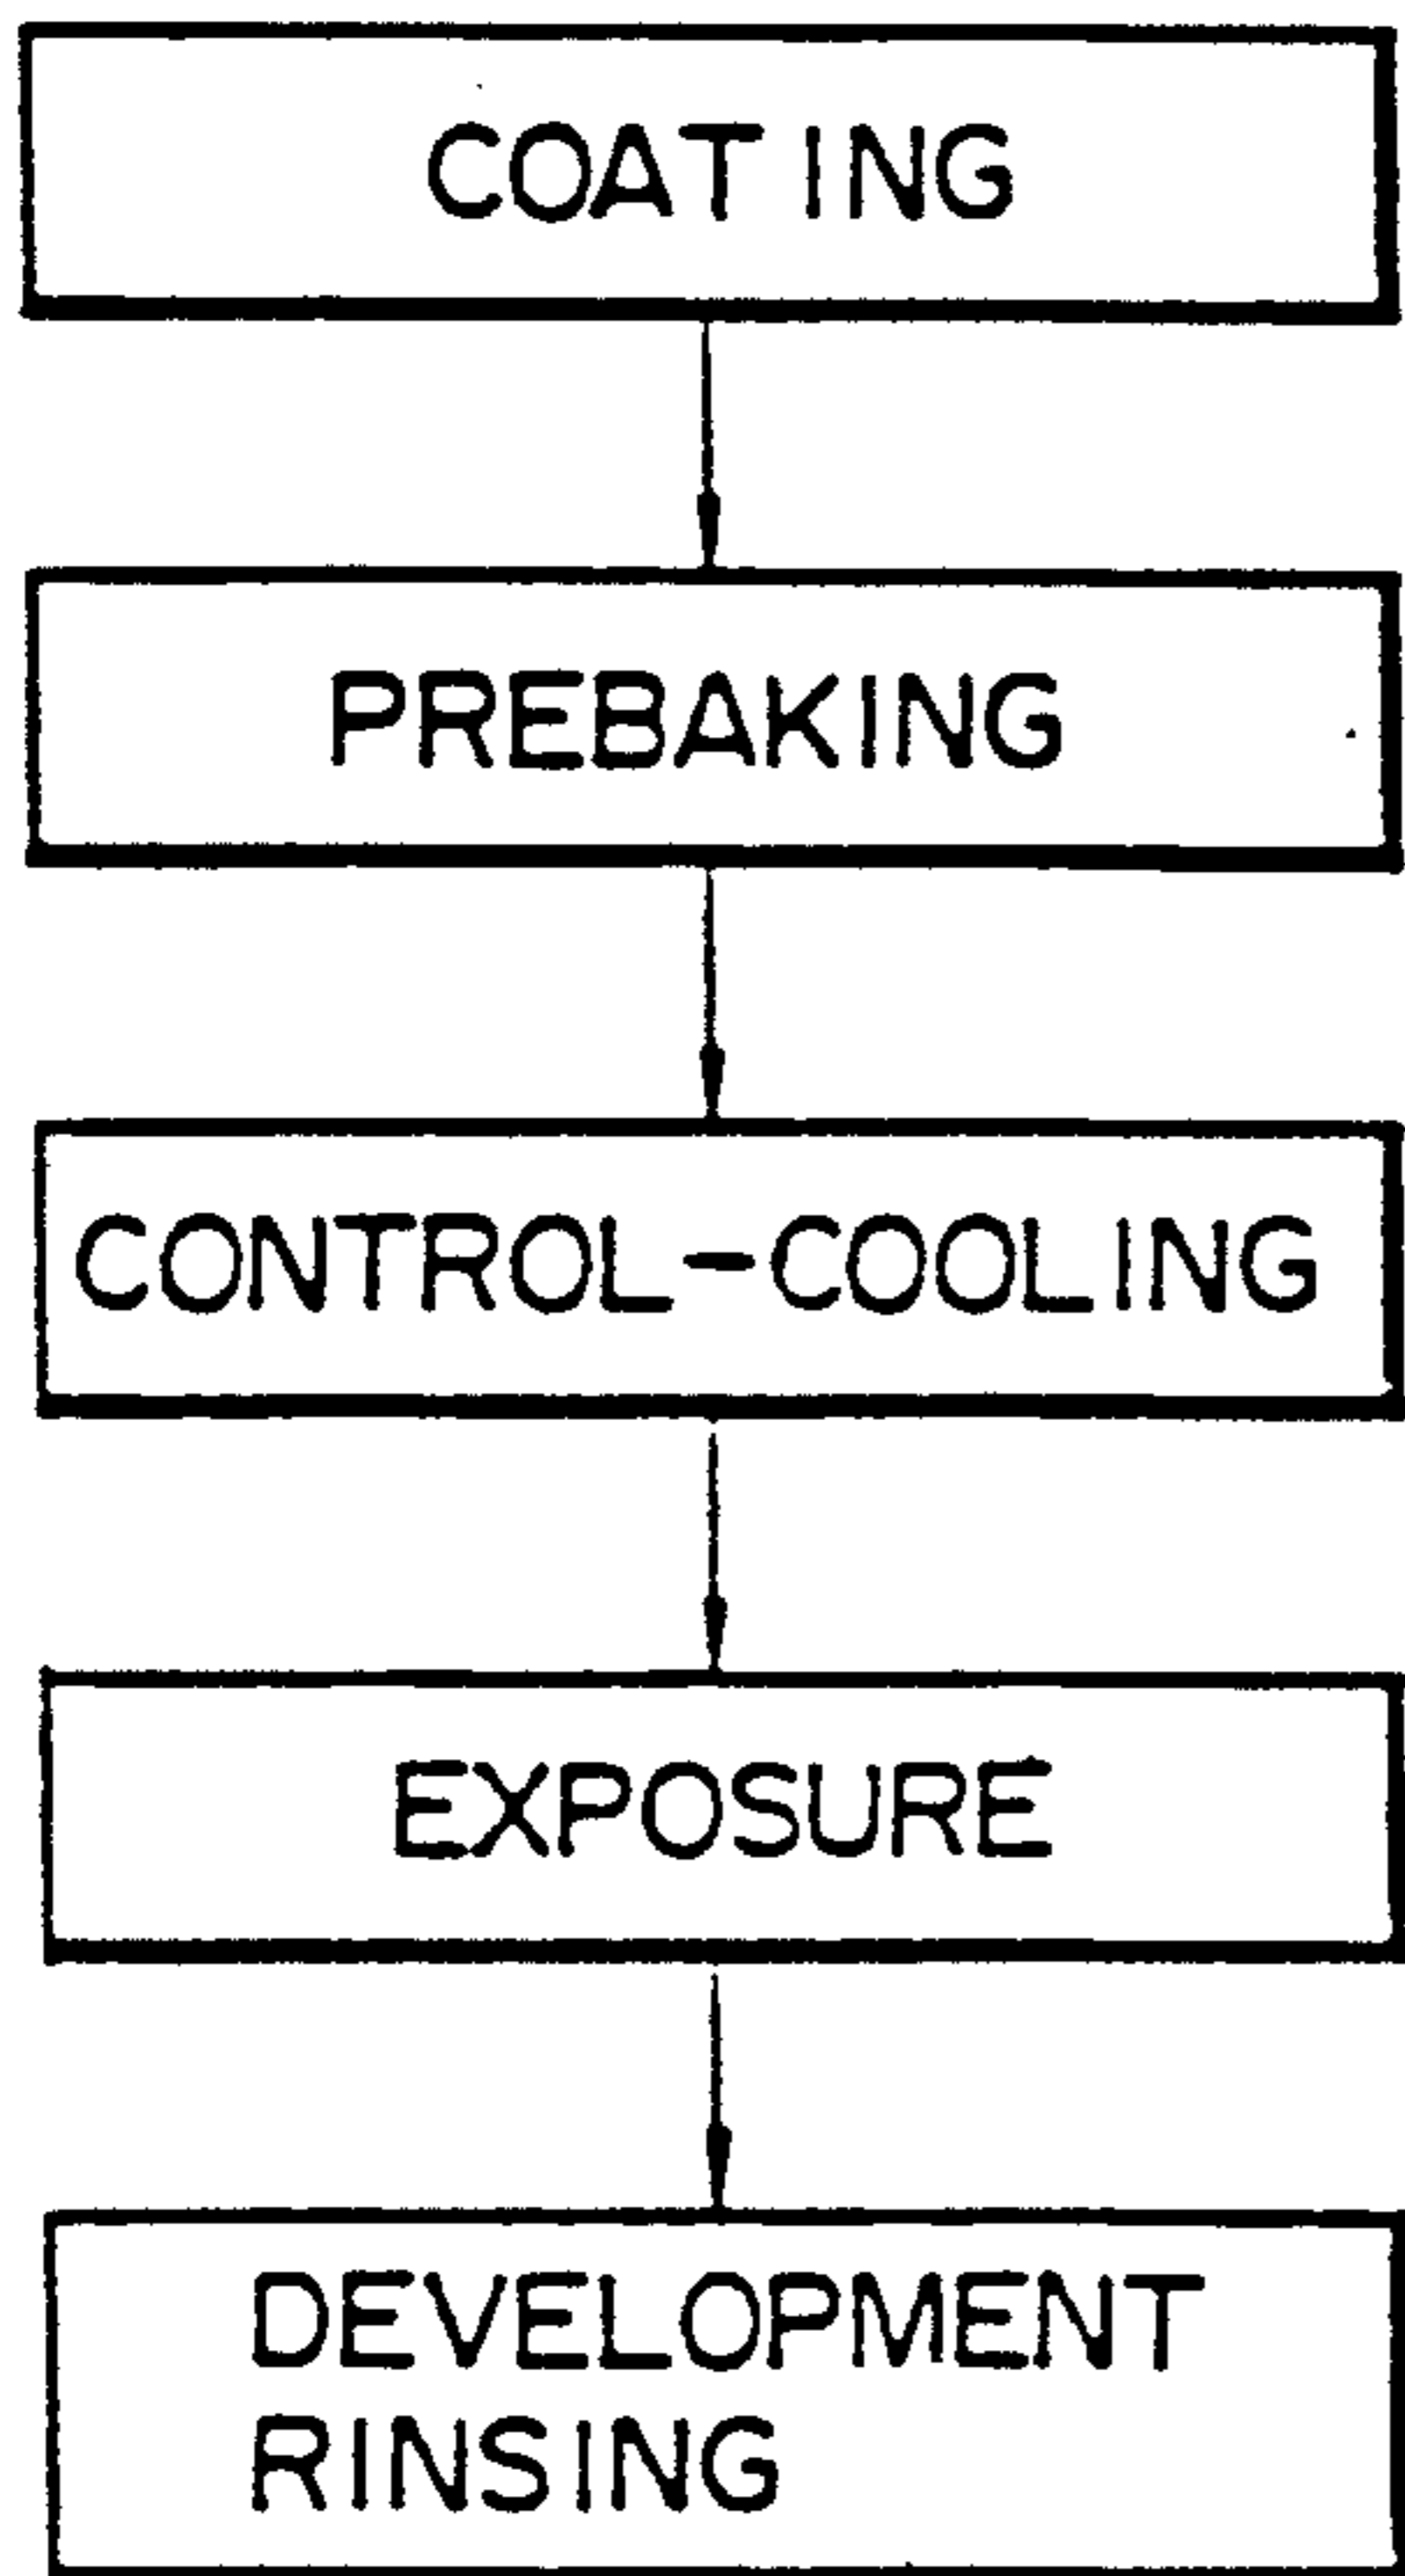 COATING
PREBAKING
CONTROL-COOLING
EXPOSURE
DEVELOPMENT
RINSING